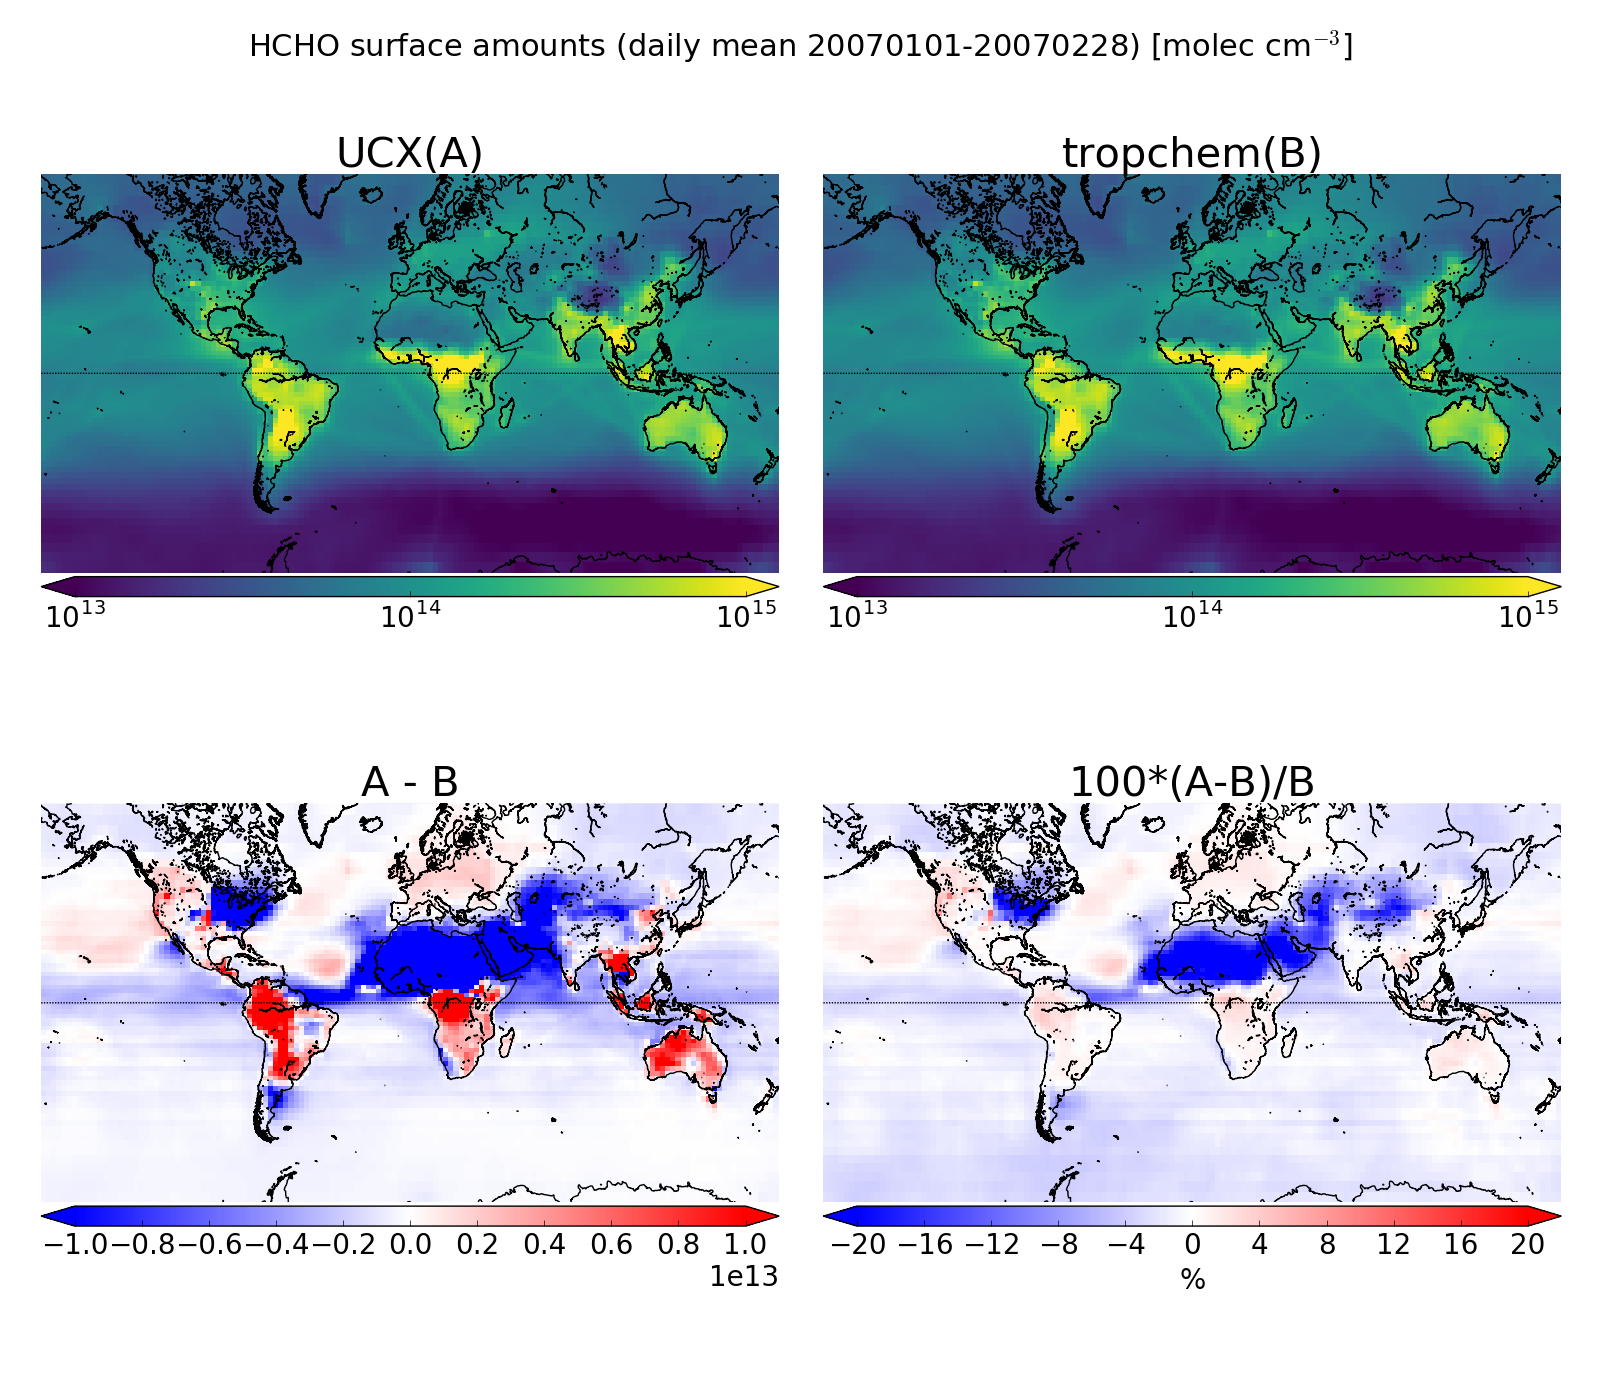 HCHO surface amounts (daily mean 20070101-20070228) [molec cm⁻³]
UCX(A)
tropchem(B)
10¹³ 10¹⁴ 10¹⁵
10¹³ 10¹⁴ 10¹⁵
A - B
100*(A-B)/B
−1.0 −0.8 −0.6 −0.4 −0.2 0.0 0.2 0.4 0.6 0.8 1.0
1e13
−20 −16 −12 −8 −4 0 4 8 12 16 20
%